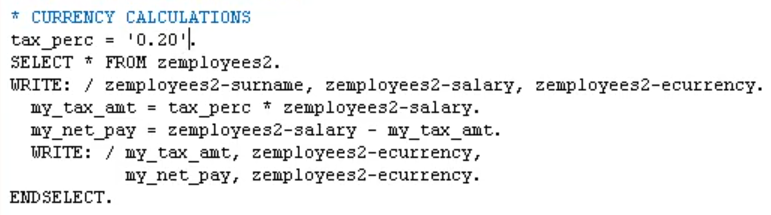 * CURRENCY CALCULATIONS
tax_perc = '0.20'.
SELECT * FROM zemployees2.
WRITE: / zemployees2-surname, zemployees2-salary, zemployees2-ecurrency.
my_tax_amt = tax_perc * zemployees2-salary.
my_net_pay = zemployees2-salary - my_tax_amt.
WRITE: / my_tax_amt, zemployees2-ecurrency,
my_net_pay, zemployees2-ecurrency.
ENDSELECT.